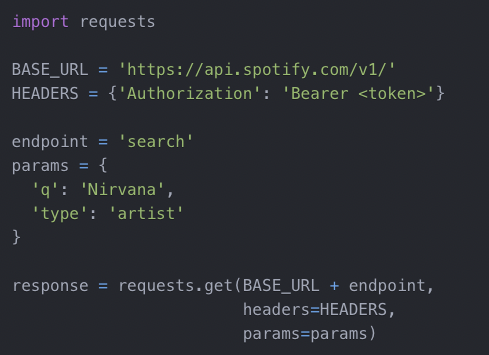 import requests

BASE_URL = 'https://api.spotify.com/v1/'
HEADERS = {'Authorization': 'Bearer <token>'}

endpoint = 'search'
params = {
  'q': 'Nirvana',
  'type': 'artist'
}

response = requests.get(BASE_URL + endpoint,
                        headers=HEADERS,
                        params=params)